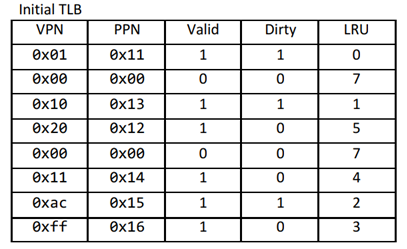 Initial TLB
VPN PPN Valid Dirty LRU
0x01 0x11 1 1 0
0x00 0x00 0 0 7
0x10 0x13 1 1 1
0x20 0x12 1 0 5
0x00 0x00 0 0 7
0x11 0x14 1 0 4
0xac 0x15 1 1 2
0xff 0x16 1 0 3